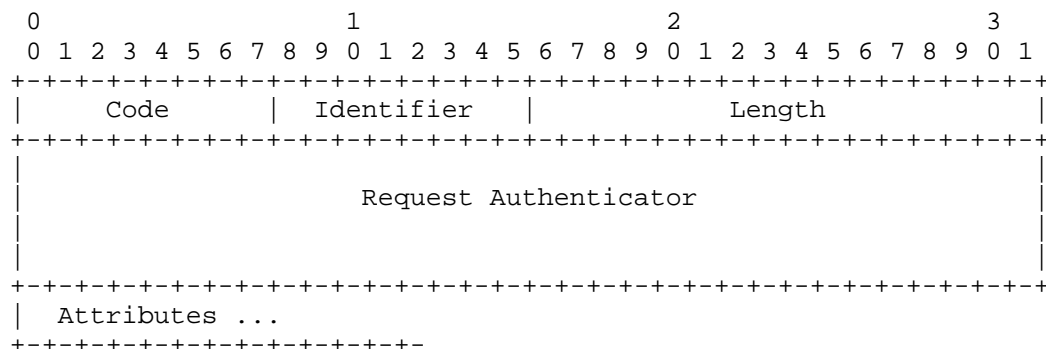 0                   1                   2                   3
 0 1 2 3 4 5 6 7 8 9 0 1 2 3 4 5 6 7 8 9 0 1 2 3 4 5 6 7 8 9 0 1
+-+-+-+-+-+-+-+-+-+-+-+-+-+-+-+-+-+-+-+-+-+-+-+-+-+-+-+-+-+-+-+-+
|     Code      |  Identifier   |            Length             |
+-+-+-+-+-+-+-+-+-+-+-+-+-+-+-+-+-+-+-+-+-+-+-+-+-+-+-+-+-+-+-+-+
|                                                               |
|                     Request Authenticator                     |
|                                                               |
|                                                               |
+-+-+-+-+-+-+-+-+-+-+-+-+-+-+-+-+-+-+-+-+-+-+-+-+-+-+-+-+-+-+-+-+
|  Attributes ...
+-+-+-+-+-+-+-+-+-+-+-+-+-